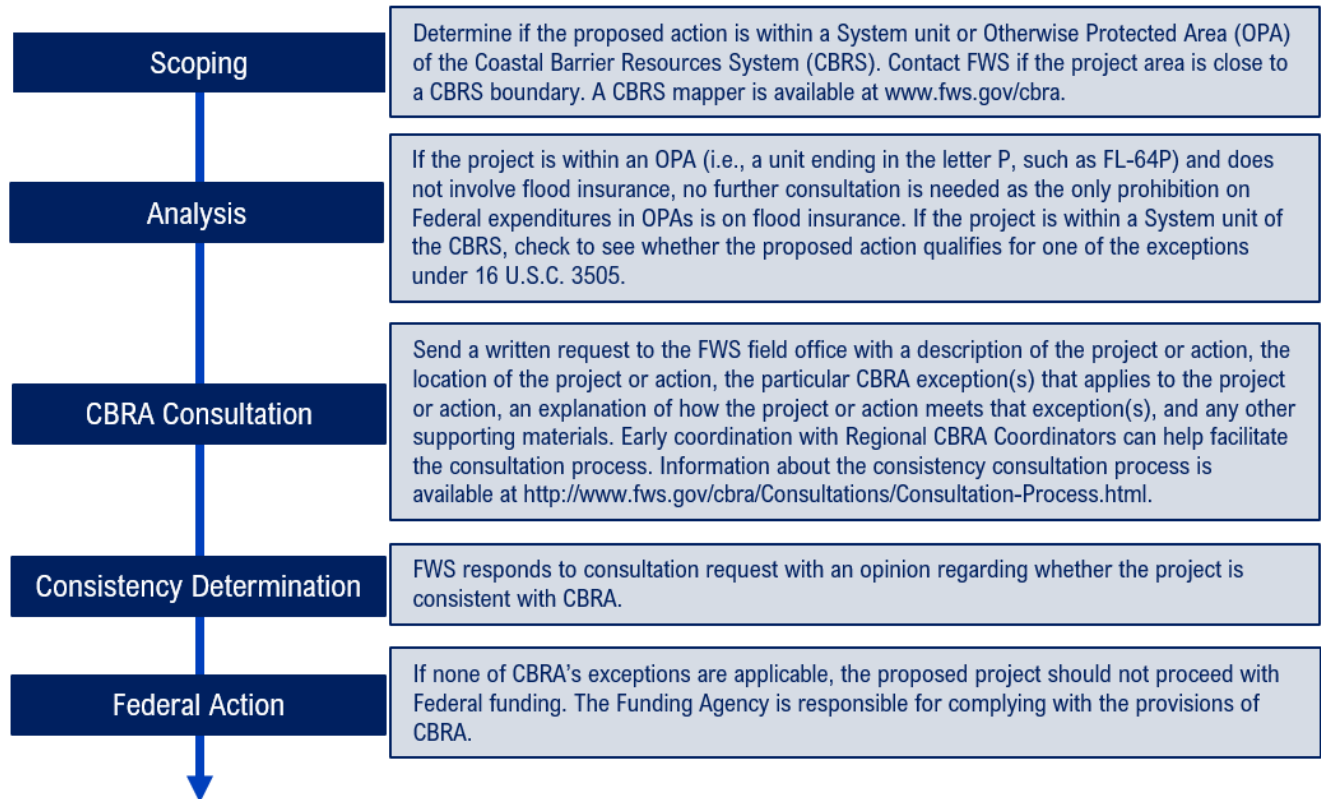 Scoping
Determine if the proposed action is within a System unit or Otherwise Protected Area (OPA)
of the Coastal Barrier Resources System (CBRS). Contact FWS if the project area is close to
a CBRS boundary. A CBRS mapper is available at www.fws.gov/cbra.
Analysis
If the project is within an OPA (i.e., a unit ending in the letter P, such as FL-64P) and does
not involve flood insurance, no further consultation is needed as the only prohibition on
Federal expenditures in OPAs is on flood insurance. If the project is within a System unit of
the CBRS, check to see whether the proposed action qualifies for one of the exceptions
under 16 U.S.C. 3505.
CBRA Consultation
Send a written request to the FWS field office with a description of the project or action, the
location of the project or action, the particular CBRA exception(s) that applies to the project
or action, an explanation of how the project or action meets that exception(s), and any other
supporting materials. Early coordination with Regional CBRA Coordinators can help facilitate
the consultation process. Information about the consistency consultation process is
available at http://www.fws.gov/cbra/Consultations/Consultation-Process.html.
Consistency Determination
FWS responds to consultation request with an opinion regarding whether the project is
consistent with CBRA.
Federal Action
If none of CBRA's exceptions are applicable, the proposed project should not proceed with
Federal funding. The Funding Agency is responsible for complying with the provisions of
CBRA.